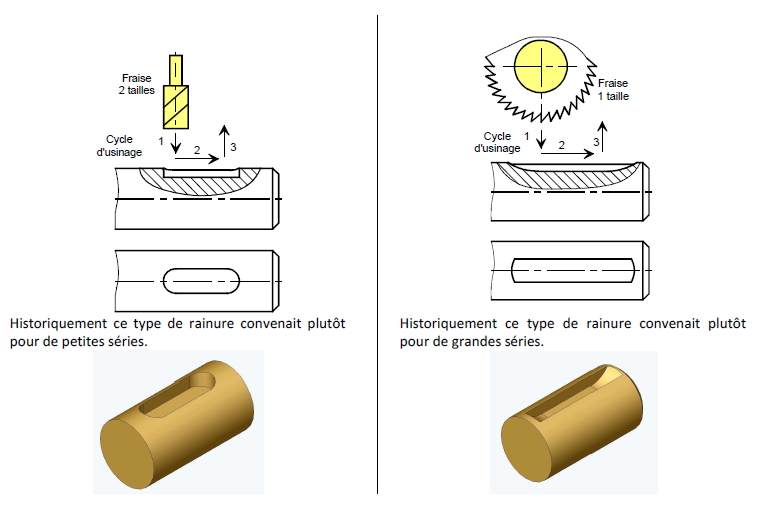 Fraise
2 tailles
Cycle
d'usinage
1
2
3
Historiquement ce type de rainure convenait plutôt
pour de petites séries.
Fraise
1 taille
Cycle
d'usinage
1
2
3
Historiquement ce type de rainure convenait plutôt
pour de grandes séries.